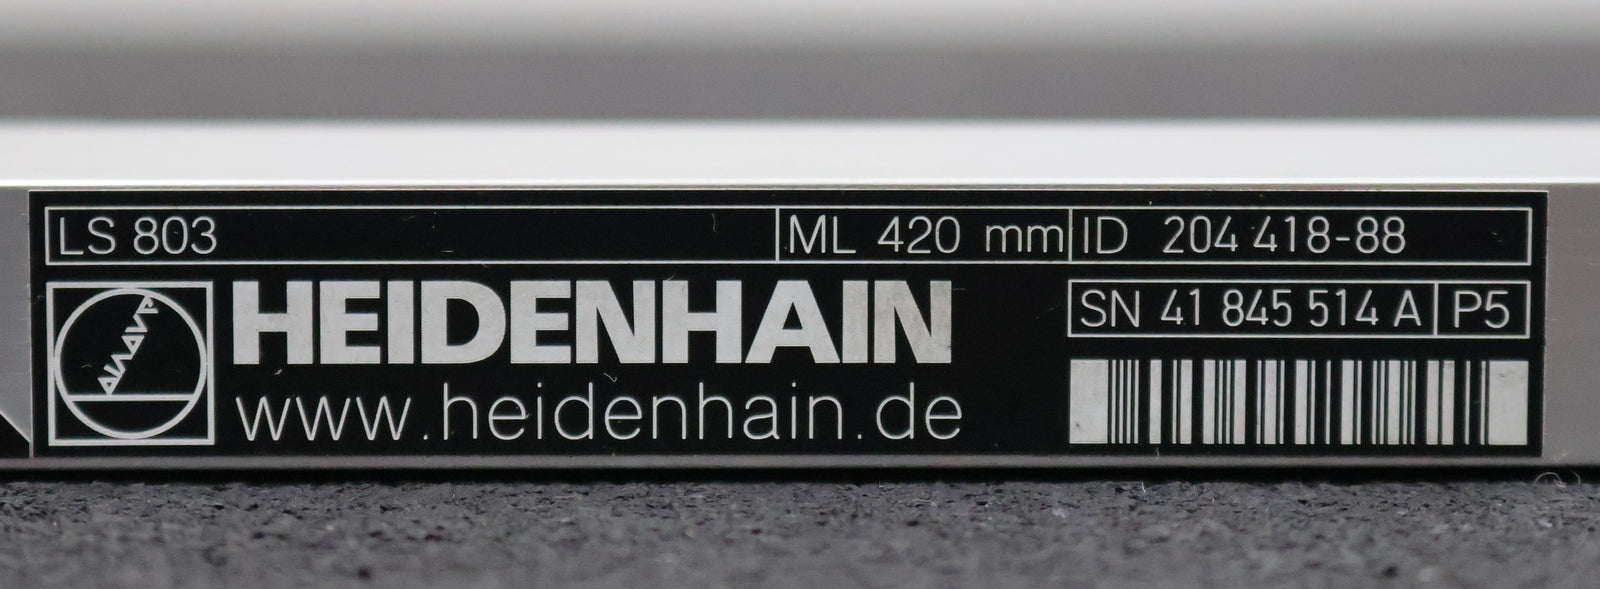 LS 803 ML 420 mm ID 204 418-88
HEIDENHAIN
SN 41 845 514 A P5
www.heidenhain.de